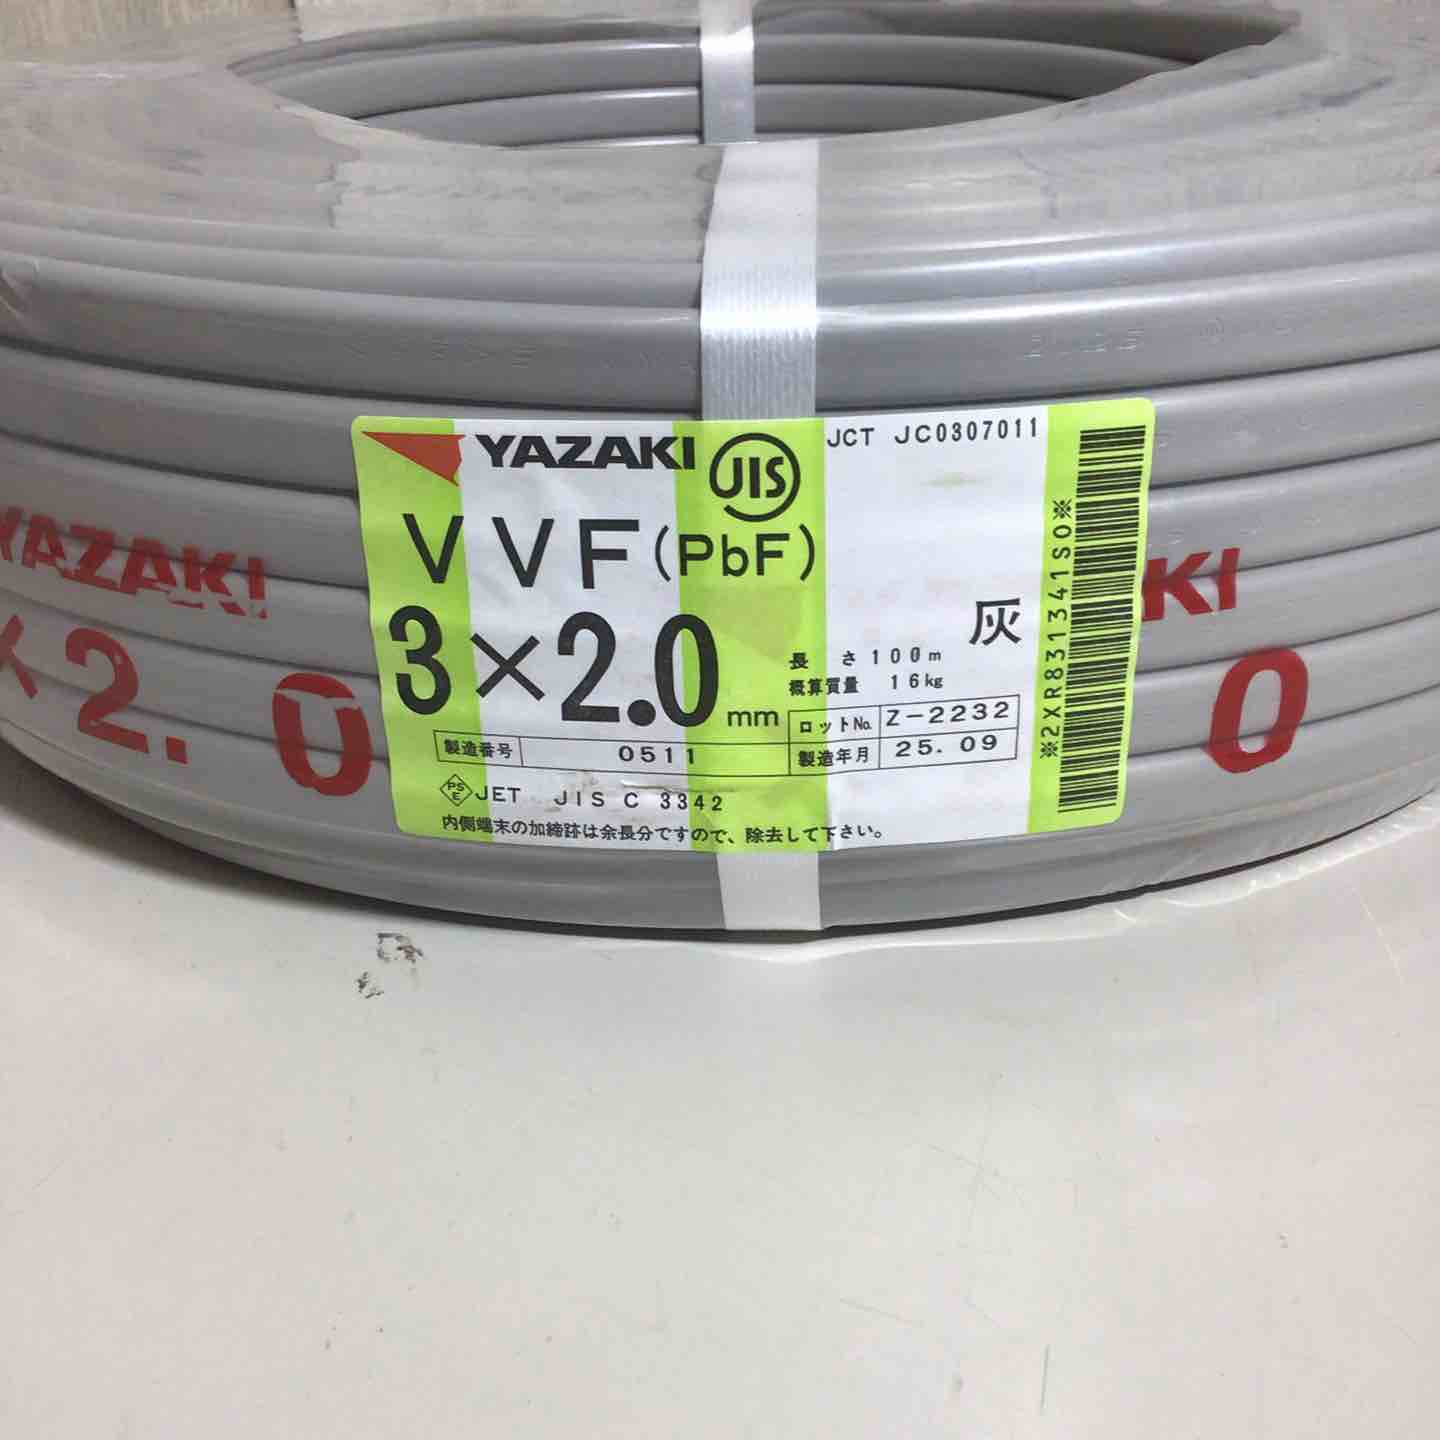 YAZAKI JIS JCT JC0307011
VVF(PbF)
3×2.0mm
灰
長さ100m
概算質量 16kg
ロットNo. Z-2232
製造番号 0511
製造年月 25.09
PSE JET JIS C 3342
内側端末の加締跡は余長分ですので、除去して下さい。
※2XR831341S0※
YAZAKI
×2.0
KI
0